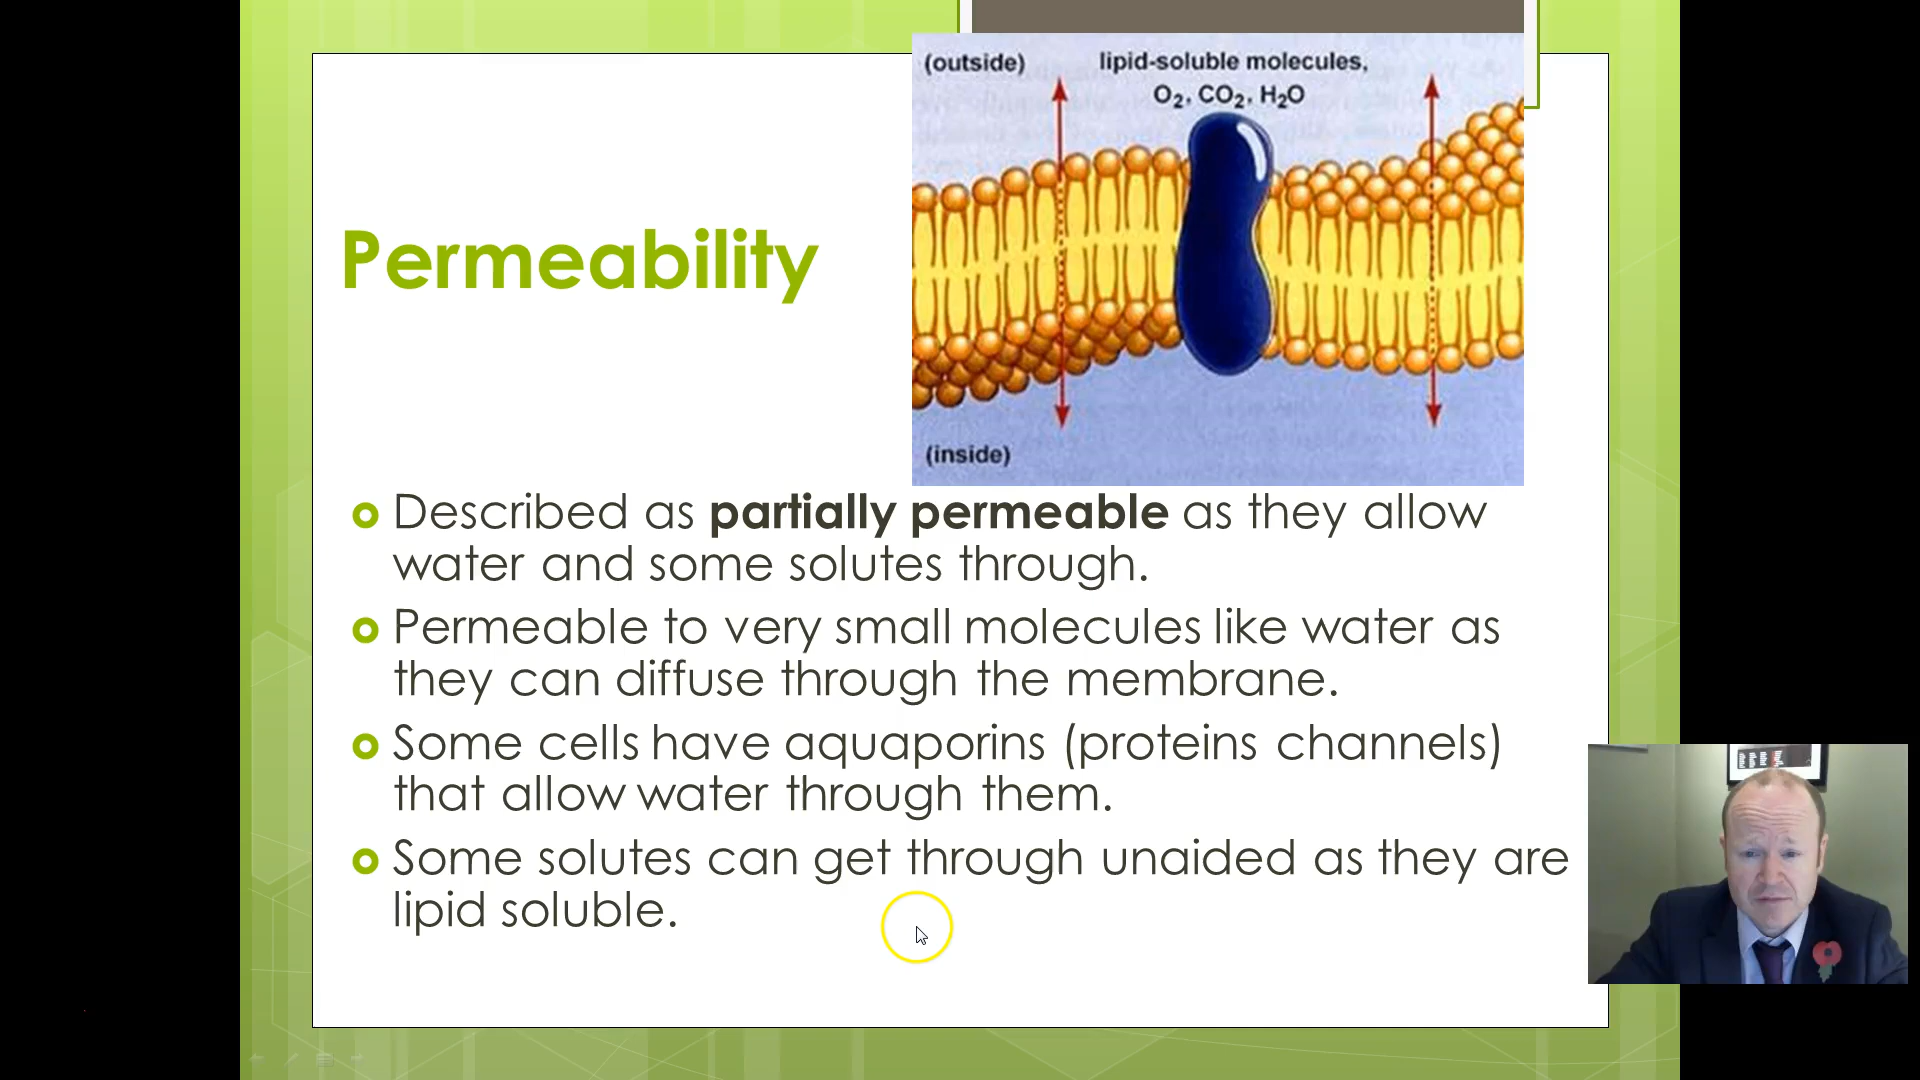 (outside)
lipid-soluble molecules,
O₂, CO₂, H₂O
(inside)
Permeability
Described as partially permeable as they allow
water and some solutes through.
Permeable to very small molecules like water as
they can diffuse through the membrane.
Some cells have aquaporins (proteins channels)
that allow water through them.
Some solutes can get through unaided as they are
lipid soluble.